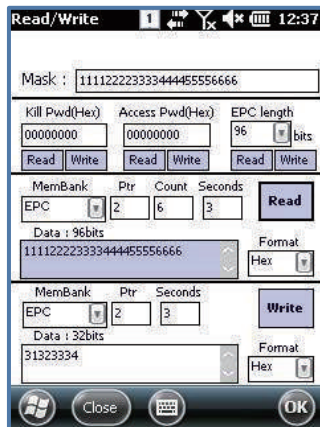 Read/Write 1 12:37
Mask : 111122223333444455556666
Kill Pwd(Hex) Access Pwd(Hex) EPC length
00000000 00000000 96 bits
Read Write Read Write Read Write
MemBank Ptr Count Seconds
EPC 2 6 3 Read
Data : 96bits Format
111122223333444455556666 Hex
MemBank Ptr Seconds
EPC 2 3 Write
Data : 32bits Format
31323334 Hex
Close OK